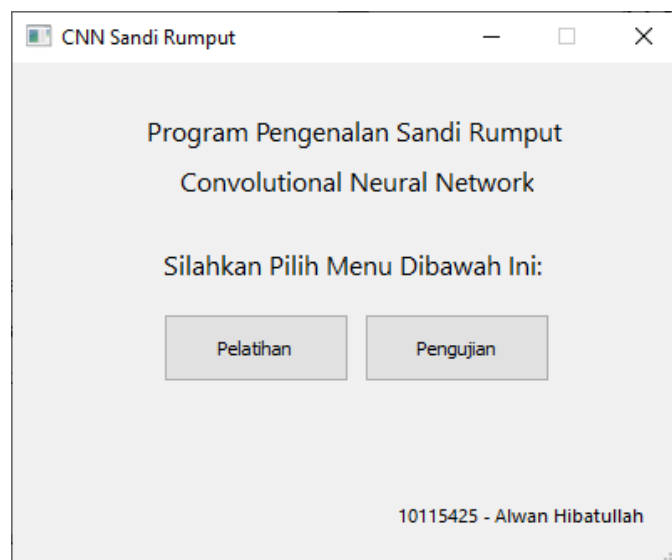 CNN Sandi Rumput
Program Pengenalan Sandi Rumput
Convolutional Neural Network
Silahkan Pilih Menu Dibawah Ini:
Pelatihan
Pengujian
10115425 - Alwan Hibatullah